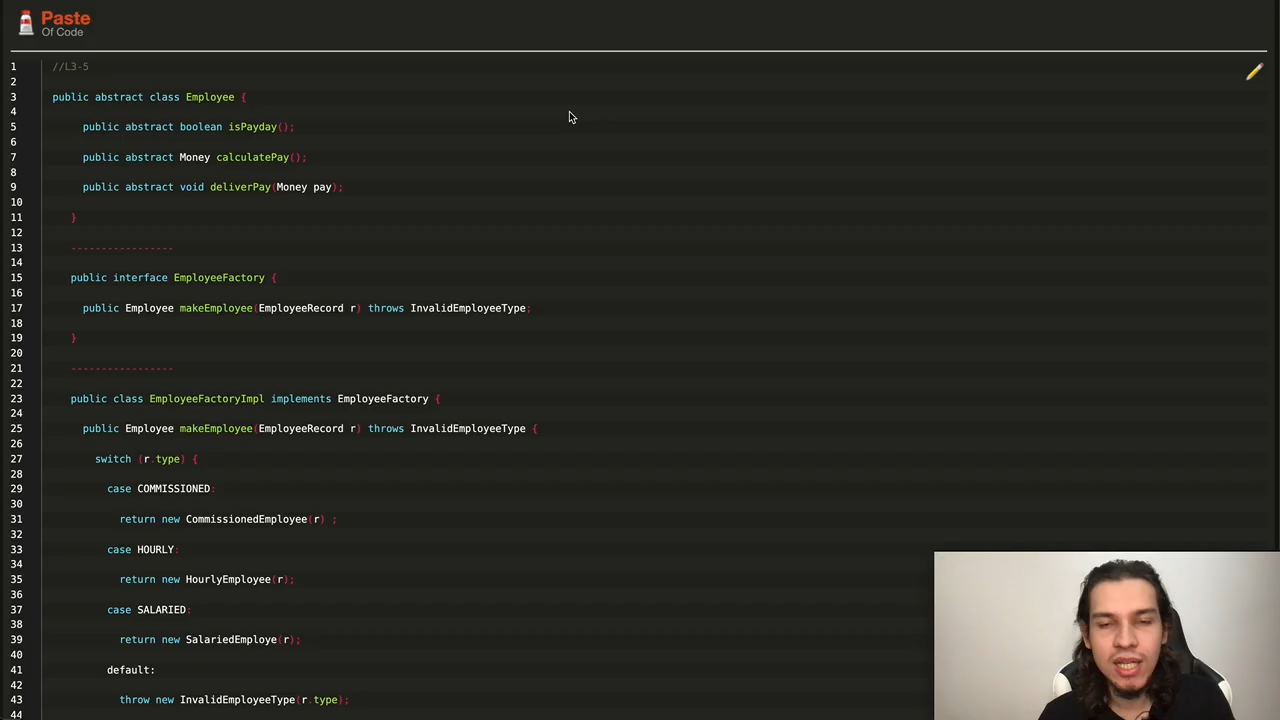 Paste
Of Code
1 //L3-5
2
3 public abstract class Employee {
4
5 public abstract boolean isPayday();
6
7 public abstract Money calculatePay();
8
9 public abstract void deliverPay(Money pay);
10
11 }
12
13 -----------------
14
15 public interface EmployeeFactory {
16
17 public Employee makeEmployee(EmployeeRecord r) throws InvalidEmployeeType;
18
19 }
20
21 -----------------
22
23 public class EmployeeFactoryImpl implements EmployeeFactory {
24
25 public Employee makeEmployee(EmployeeRecord r) throws InvalidEmployeeType {
26
27 switch (r.type) {
28
29 case COMMISSIONED:
30
31 return new CommissionedEmployee(r) ;
32
33 case HOURLY:
34
35 return new HourlyEmployee(r);
36
37 case SALARIED:
38
39 return new SalariedEmploye(r);
40
41 default:
42
43 throw new InvalidEmployeeType(r.type);
44